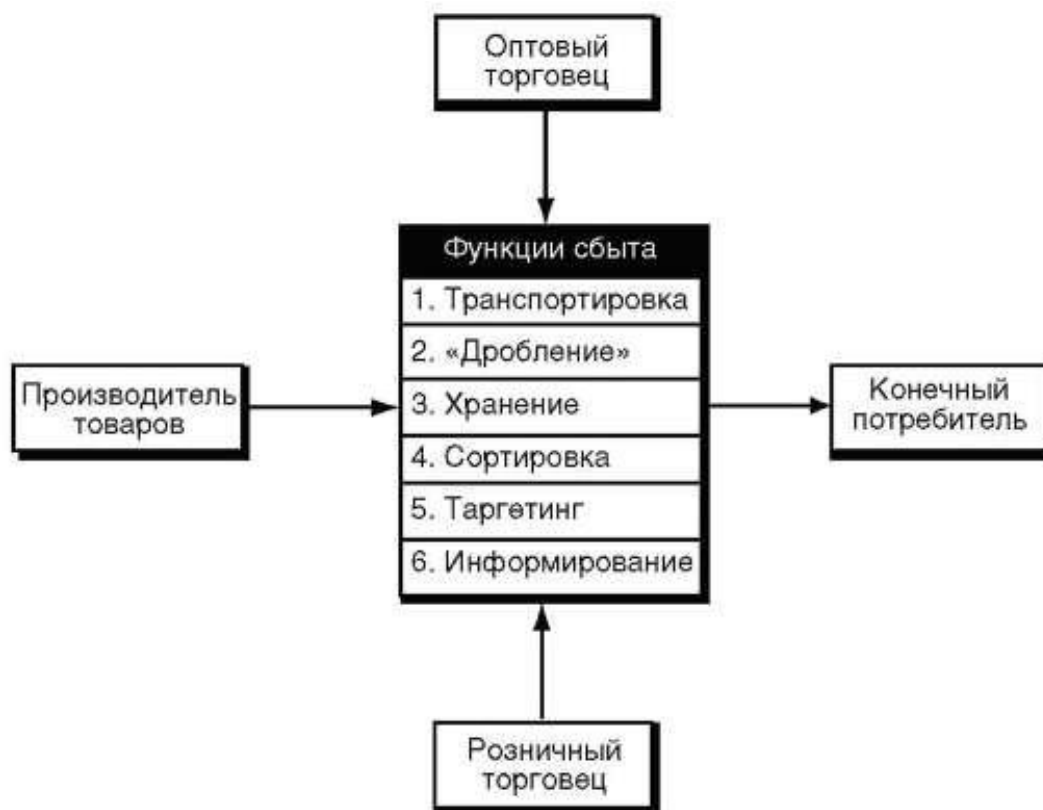 Оптовый
торговец
Функции сбыта
1. Транспортировка
2. «Дробление»
3. Хранение
4. Сортировка
5. Таргетинг
6. Информирование
Производитель
товаров
Конечный
потребитель
Розничный
торговец